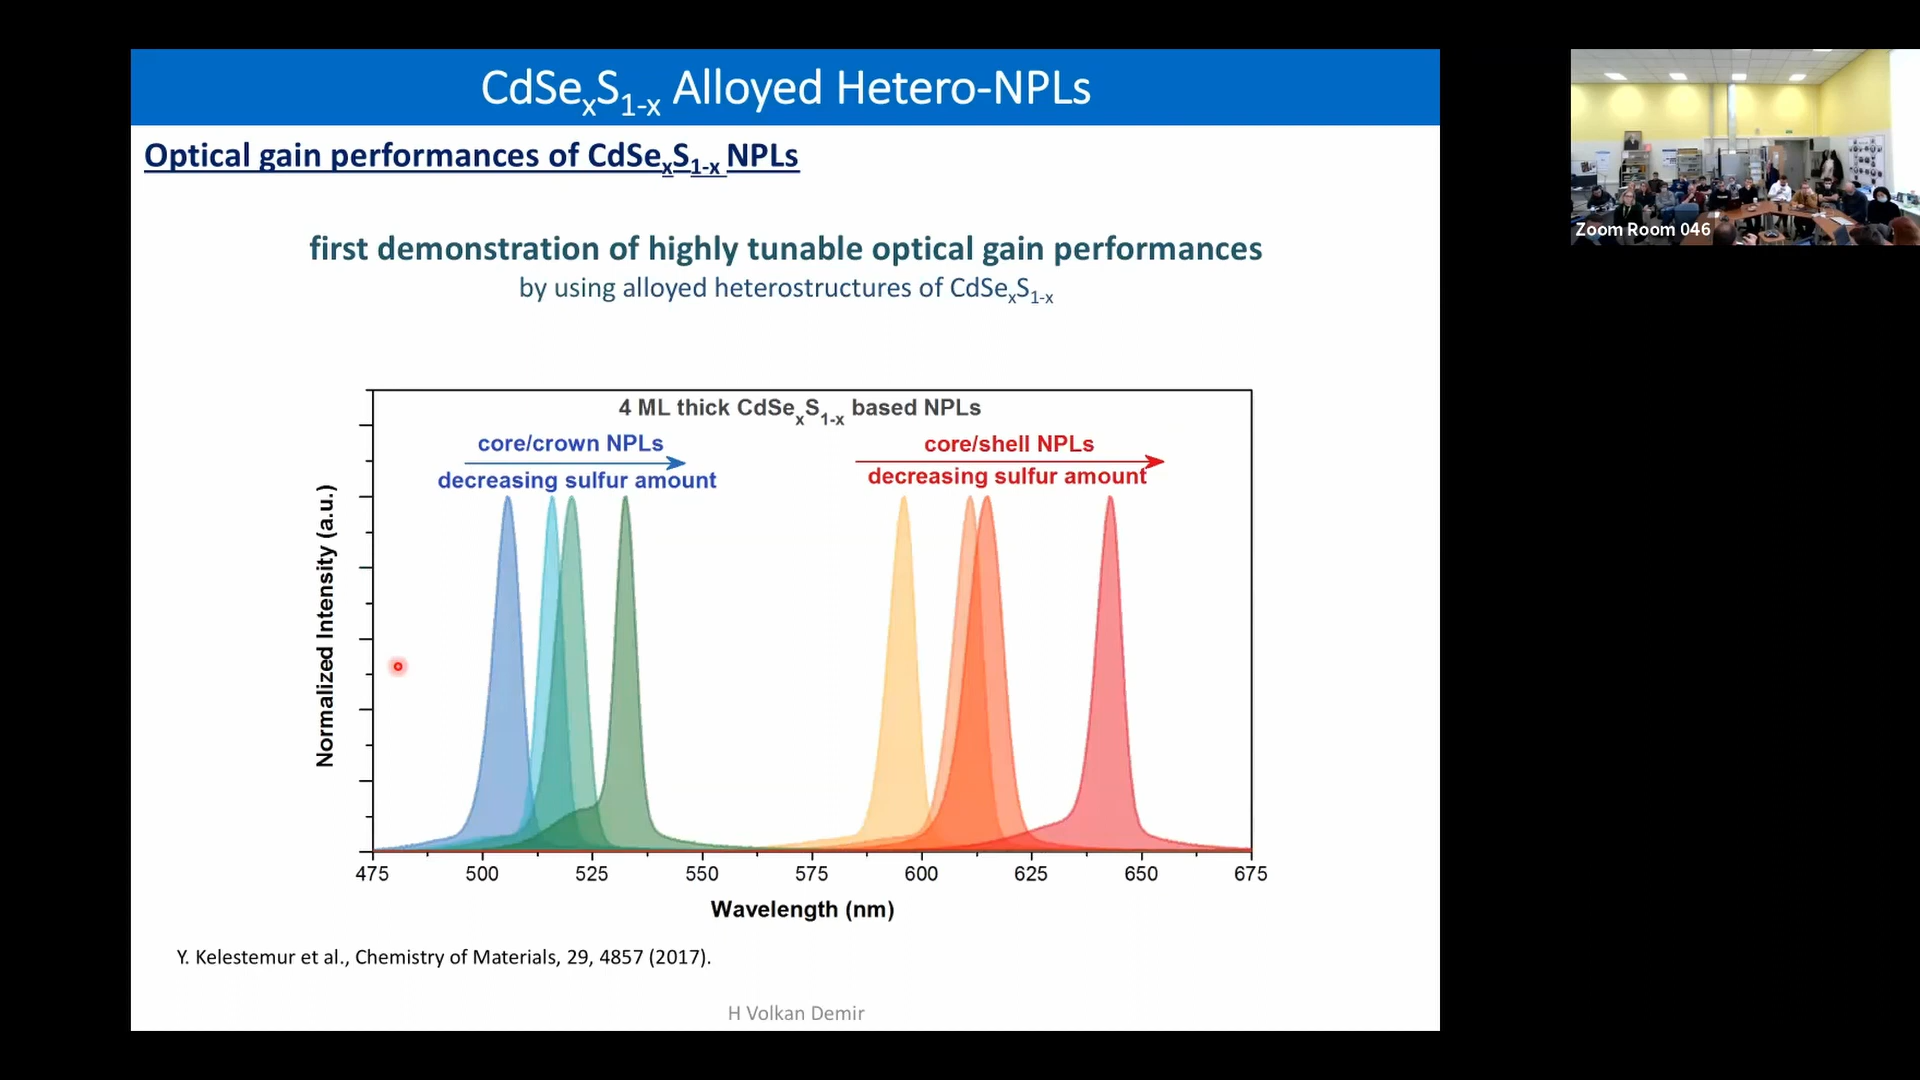 CdSeₓS₁₋ₓ Alloyed Hetero-NPLs
Optical gain performances of CdSeₓS₁₋ₓ NPLs
first demonstration of highly tunable optical gain performances
by using alloyed heterostructures of CdSeₓS₁₋ₓ
4 ML thick CdSeₓS₁₋ₓ based NPLs
core/crown NPLs
decreasing sulfur amount
core/shell NPLs
decreasing sulfur amount
Normalized Intensity (a.u.)
475 500 525 550 575 600 625 650 675
Wavelength (nm)
Y. Kelestemur et al., Chemistry of Materials, 29, 4857 (2017).
H Volkan Demir
Zoom Room 046